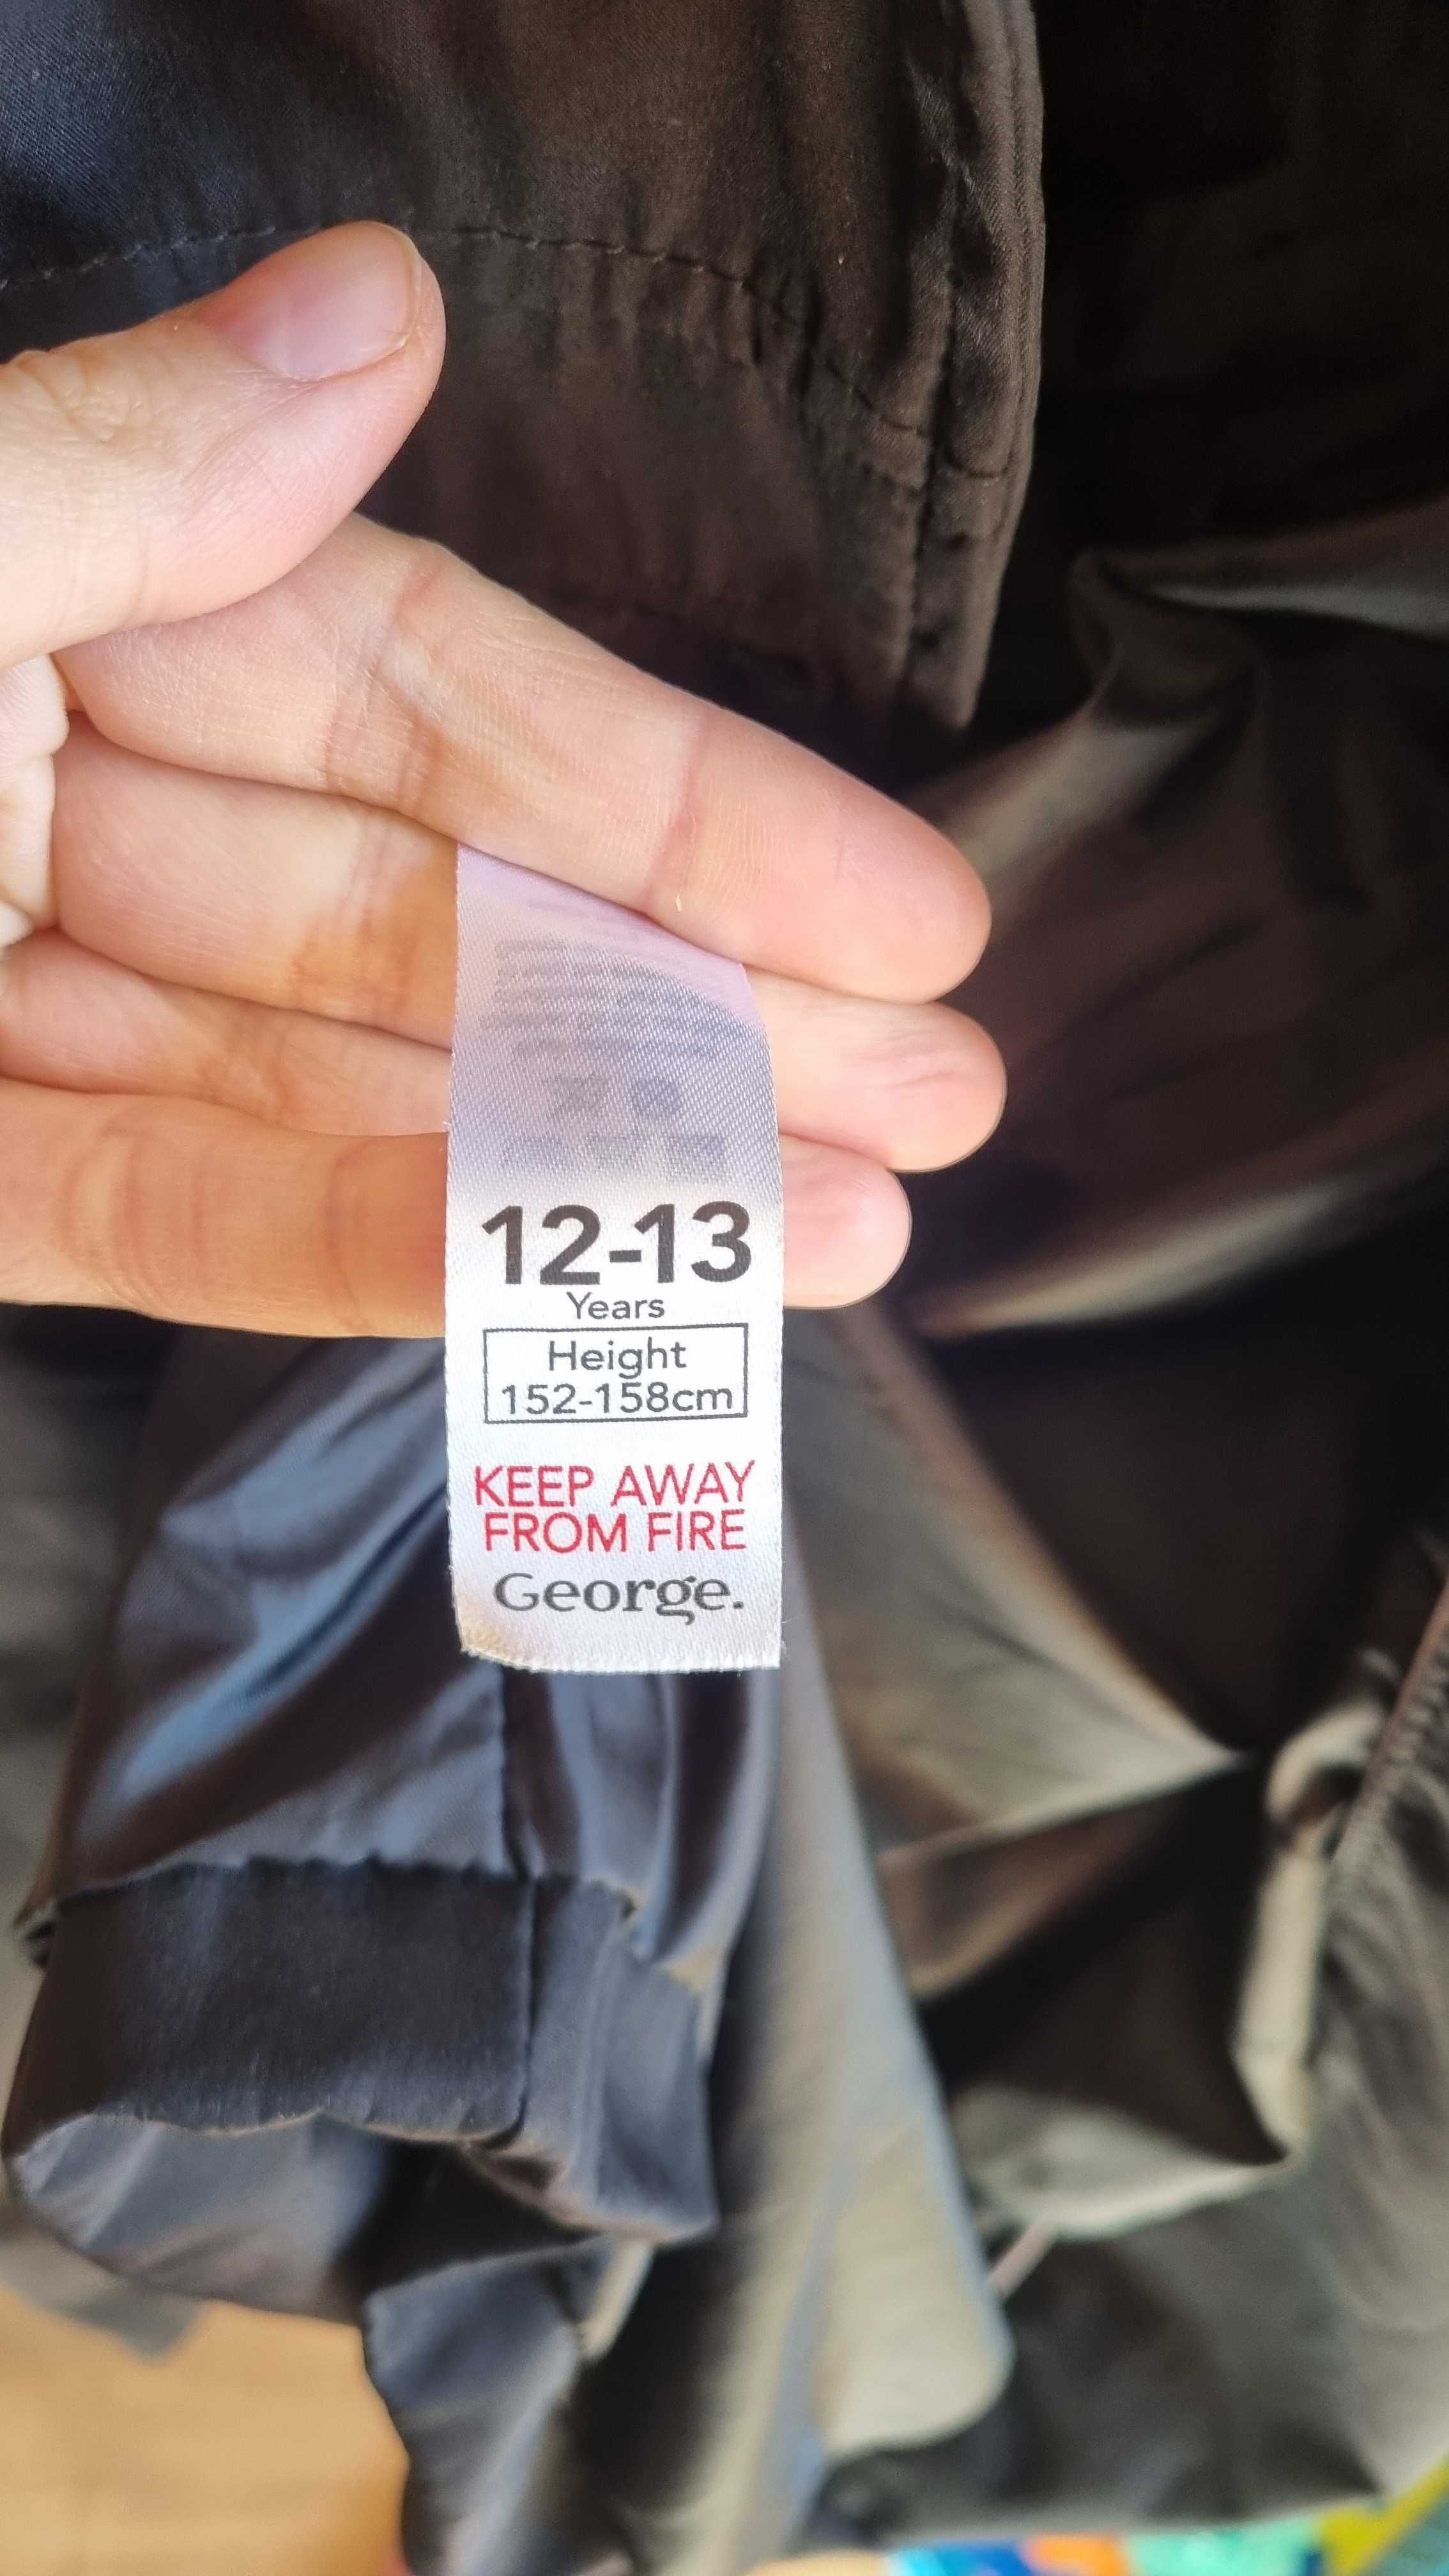 12-13
Years
Height
152-158cm
KEEP AWAY
FROM FIRE
George.